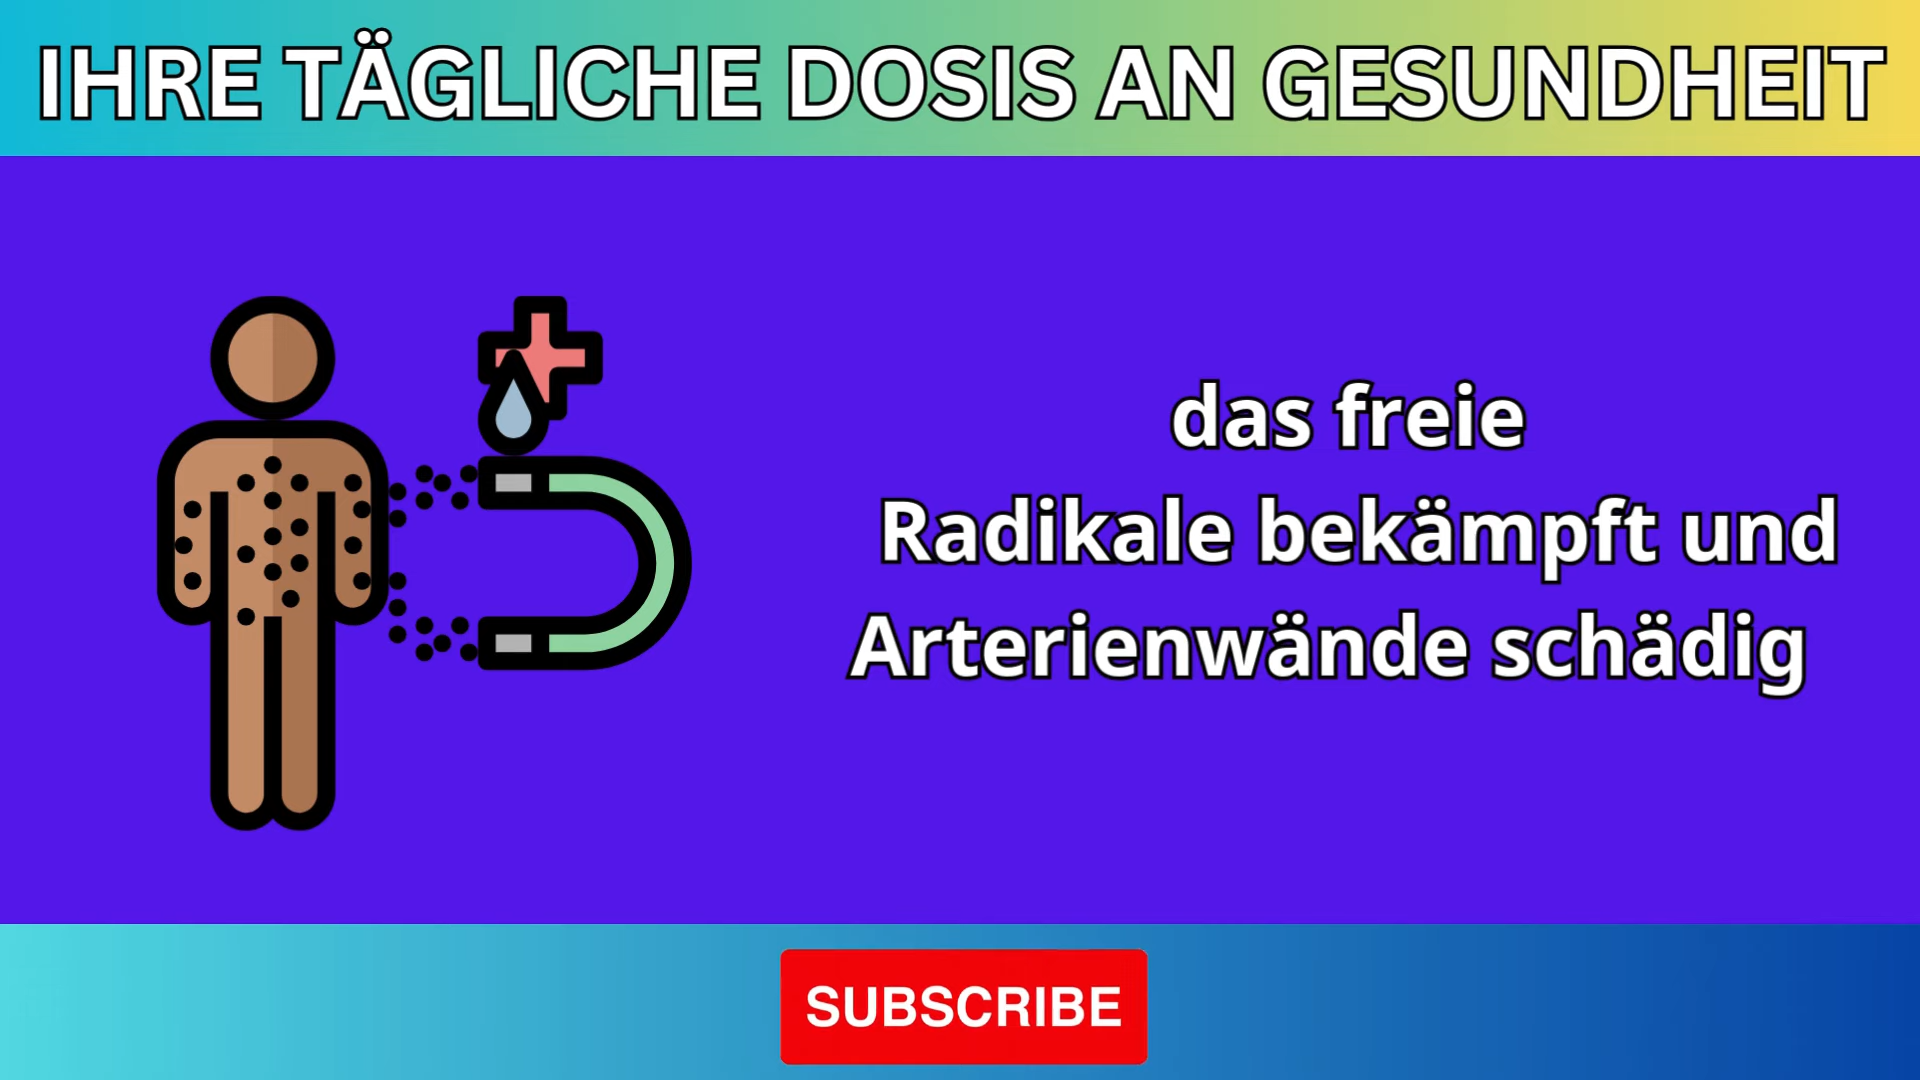 IHRE TÄGLICHE DOSIS AN GESUNDHEIT
das freie
Radikale bekämpft und
Arterienwände schädig
SUBSCRIBE